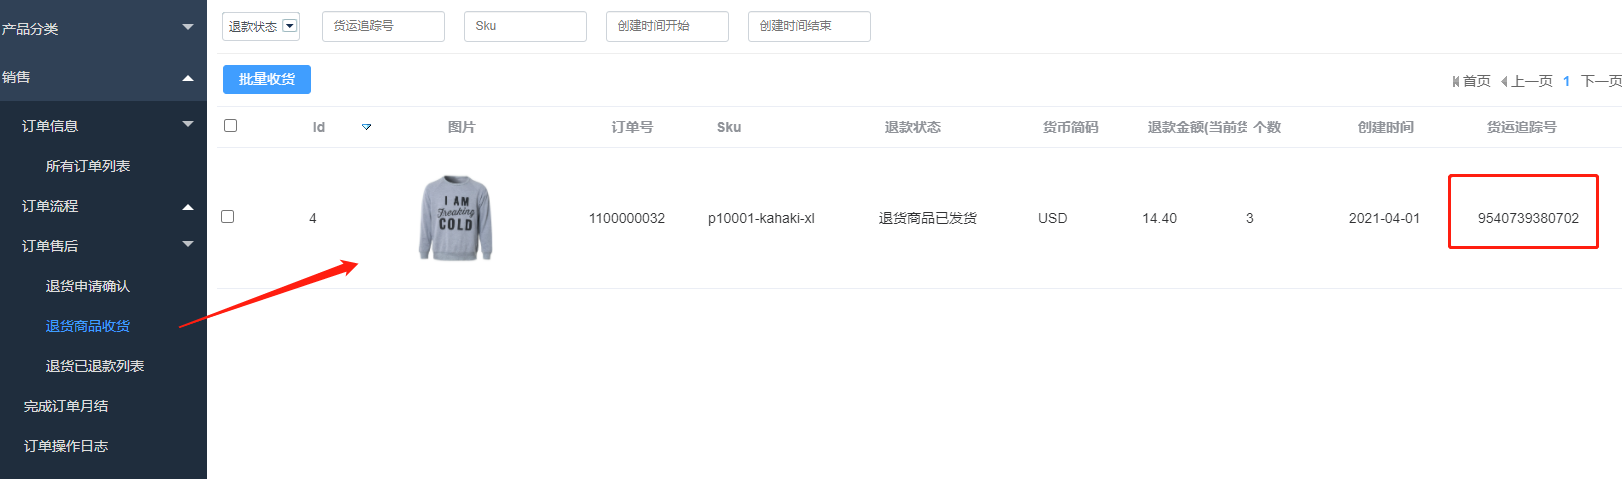 产品分类
销售
订单信息
所有订单列表
订单流程
订单售后
退货申请确认
退货商品收货
退货已退款列表
完成订单月结
订单操作日志
退款状态 货运追踪号 Sku 创建时间开始 创建时间结束
批量收货 首页 上一页 1 下一页
Id 图片 订单号 Sku 退款状态 货币简码 退款金额(当前货 个数 创建时间 货运追踪号
4 1100000032 p10001-kahaki-xl 退货商品已发货 USD 14.40 3 2021-04-01 9540739380702
I AM
Freaking
COLD